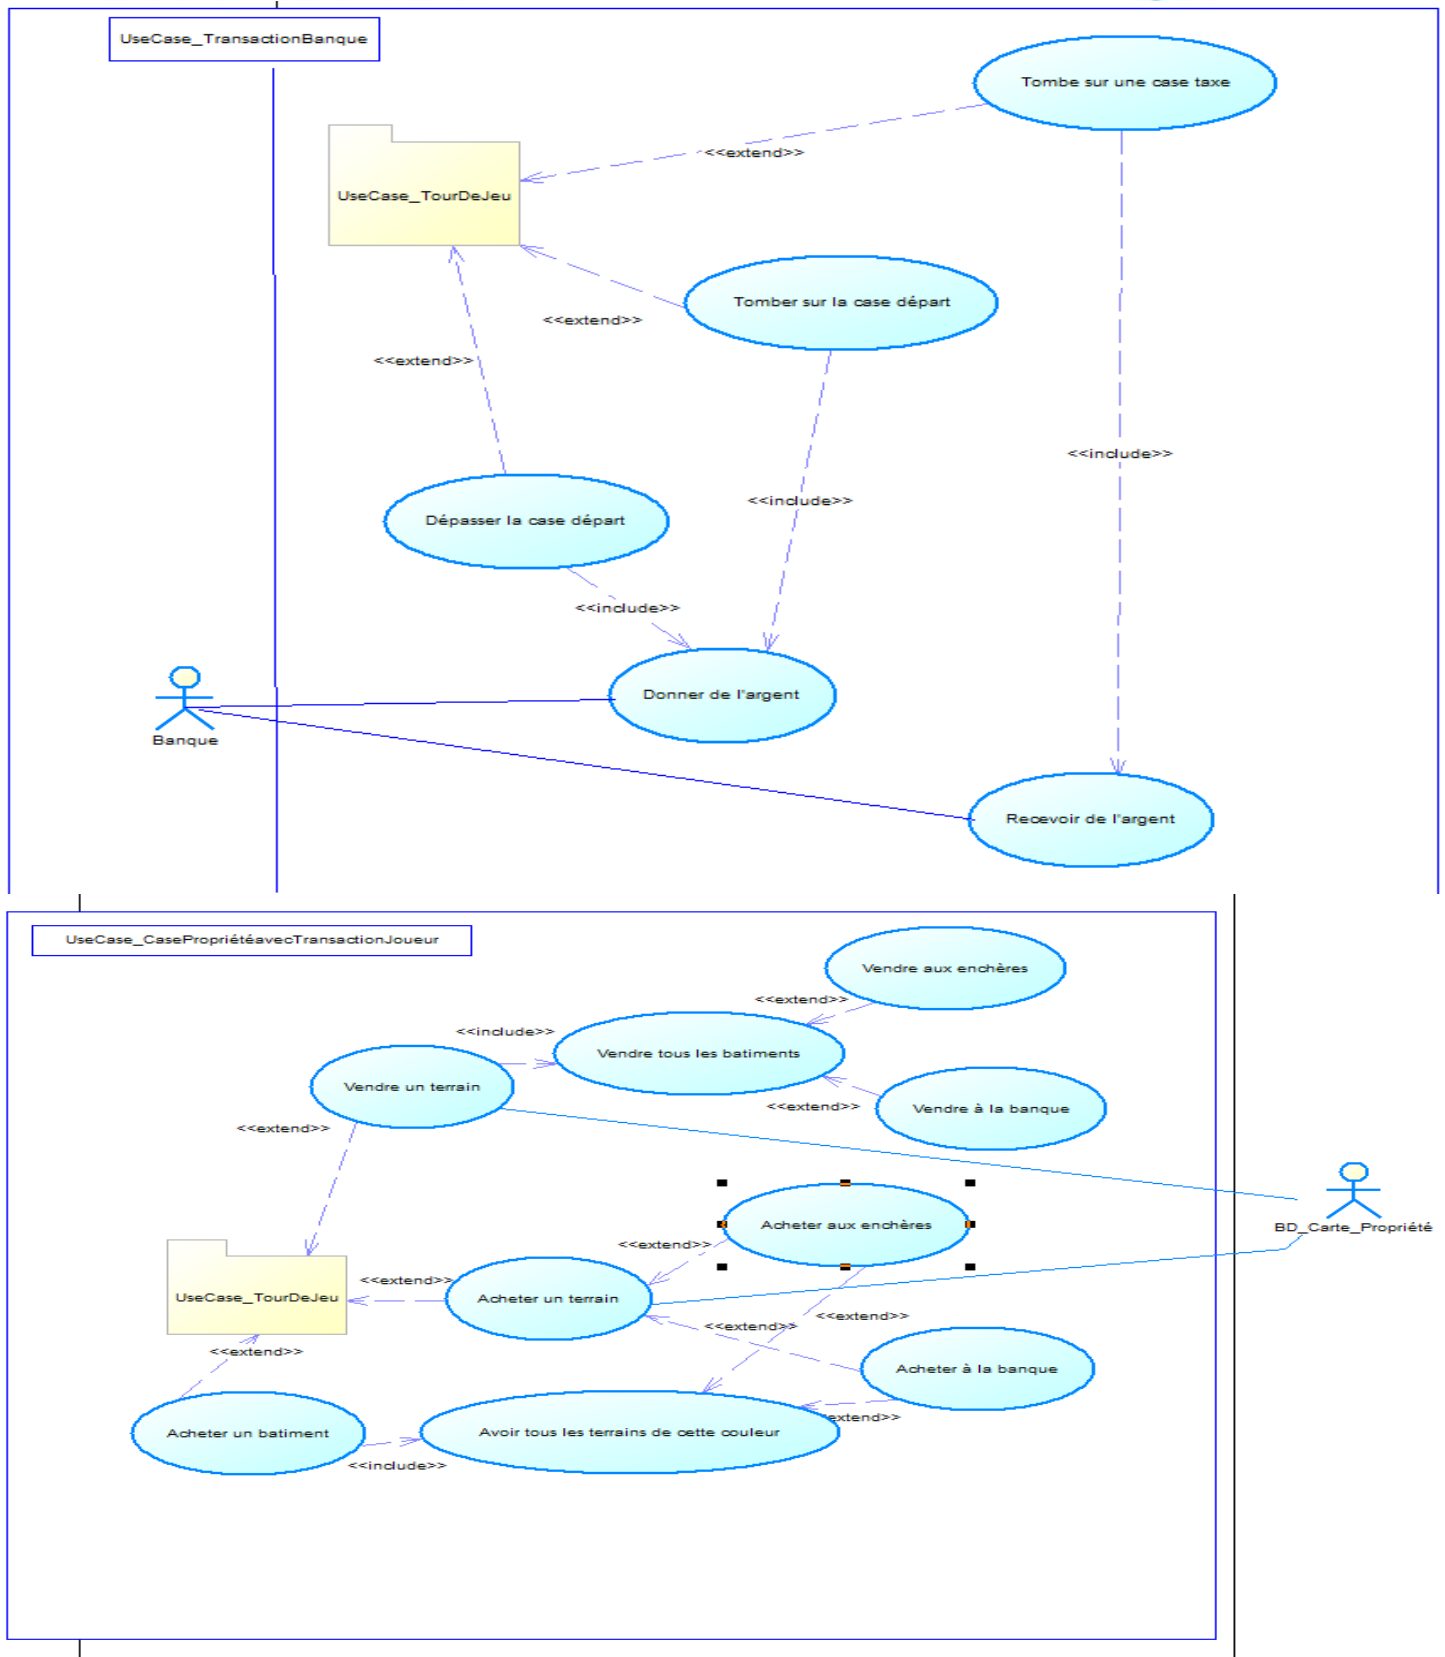 UseCase_TransactionBanque
Tombe sur une case taxe
<<extend>>
UseCase_TourDeJeu
Tomber sur la case départ
<<extend>>
<<extend>>
<<include>>
<<include>>
Dépasser la case départ
<<include>>
Donner de l'argent
Banque
Recevoir de l'argent
UseCase_CasePropriétéavecTransactionJoueur
Vendre aux enchères
<<extend>>
<<include>>
Vendre tous les batiments
Vendre un terrain
<<extend>>
Vendre à la banque
<<extend>>
Acheter aux enchères
BD_Carte_Propriété
<<extend>>
<<extend>>
UseCase_TourDeJeu
Acheter un terrain
<<extend>>
<<extend>>
<<extend>>
Acheter à la banque
extend>>
Acheter un batiment
Avoir tous les terrains de cette couleur
<<include>>